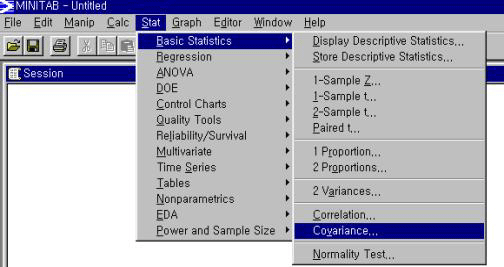 MINITAB - Untitled
File Edit Manip Calc Stat Graph Editor Window Help
Session
Basic Statistics
Regression
ANOVA
DOE
Control Charts
Quality Tools
Reliability/Survival
Multivariate
Time Series
Tables
Nonparametrics
EDA
Power and Sample Size
Display Descriptive Statistics...
Store Descriptive Statistics...
1-Sample Z...
1-Sample t...
2-Sample t...
Paired t...
1 Proportion...
2 Proportions...
2 Variances...
Correlation...
Covariance...
Normality Test...